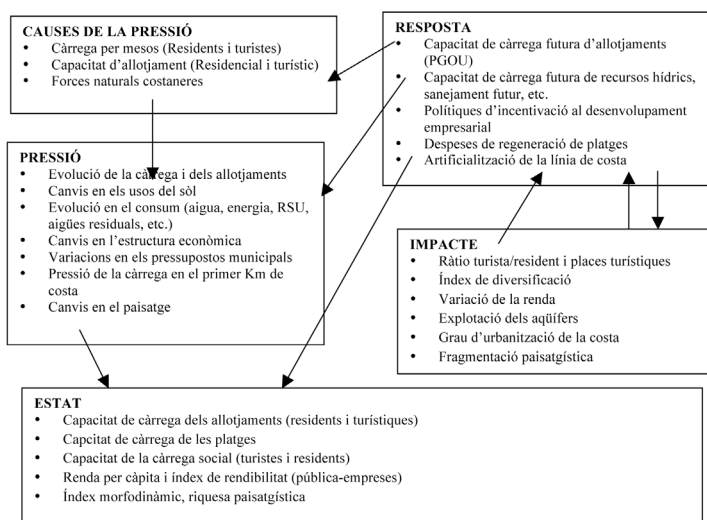 CAUSES DE LA PRESSIÓ
• Càrrega per mesos (Residents i turistes)
• Capacitat d'allotjament (Residencial i turístic)
• Forces naturals costaneres
RESPOSTA
• Capacitat de càrrega futura d'allotjaments
(PGOU)
• Capacitat de càrrega futura de recursos hídrics,
sanejament futur, etc.
• Polítiques d'incentivació al desenvolupament
empresarial
• Despeses de regeneració de platges
• Artificialització de la línia de costa
PRESSIÓ
• Evolució de la càrrega i dels allotjaments
• Canvis en els usos del sòl
• Evolució en el consum (aigua, energia, RSU,
aigües residuals, etc.)
• Canvis en l'estructura econòmica
• Variacions en els pressupostos municipals
• Pressió de la càrrega en el primer Km de
costa
• Canvis en el paisatge
IMPACTE
• Ràtio turista/resident i places turístiques
• Índex de diversificació
• Variació de la renda
• Explotació dels aqüífers
• Grau d'urbanització de la costa
• Fragmentació paisatgística
ESTAT
• Capacitat de càrrega dels allotjaments (residents i turístiques)
• Capcitat de càrrega de les platges
• Capacitat de la càrrega social (turistes i residents)
• Renda per càpita i índex de rendibilitat (pública-empreses)
• Índex morfodinàmic, riquesa paisatgística